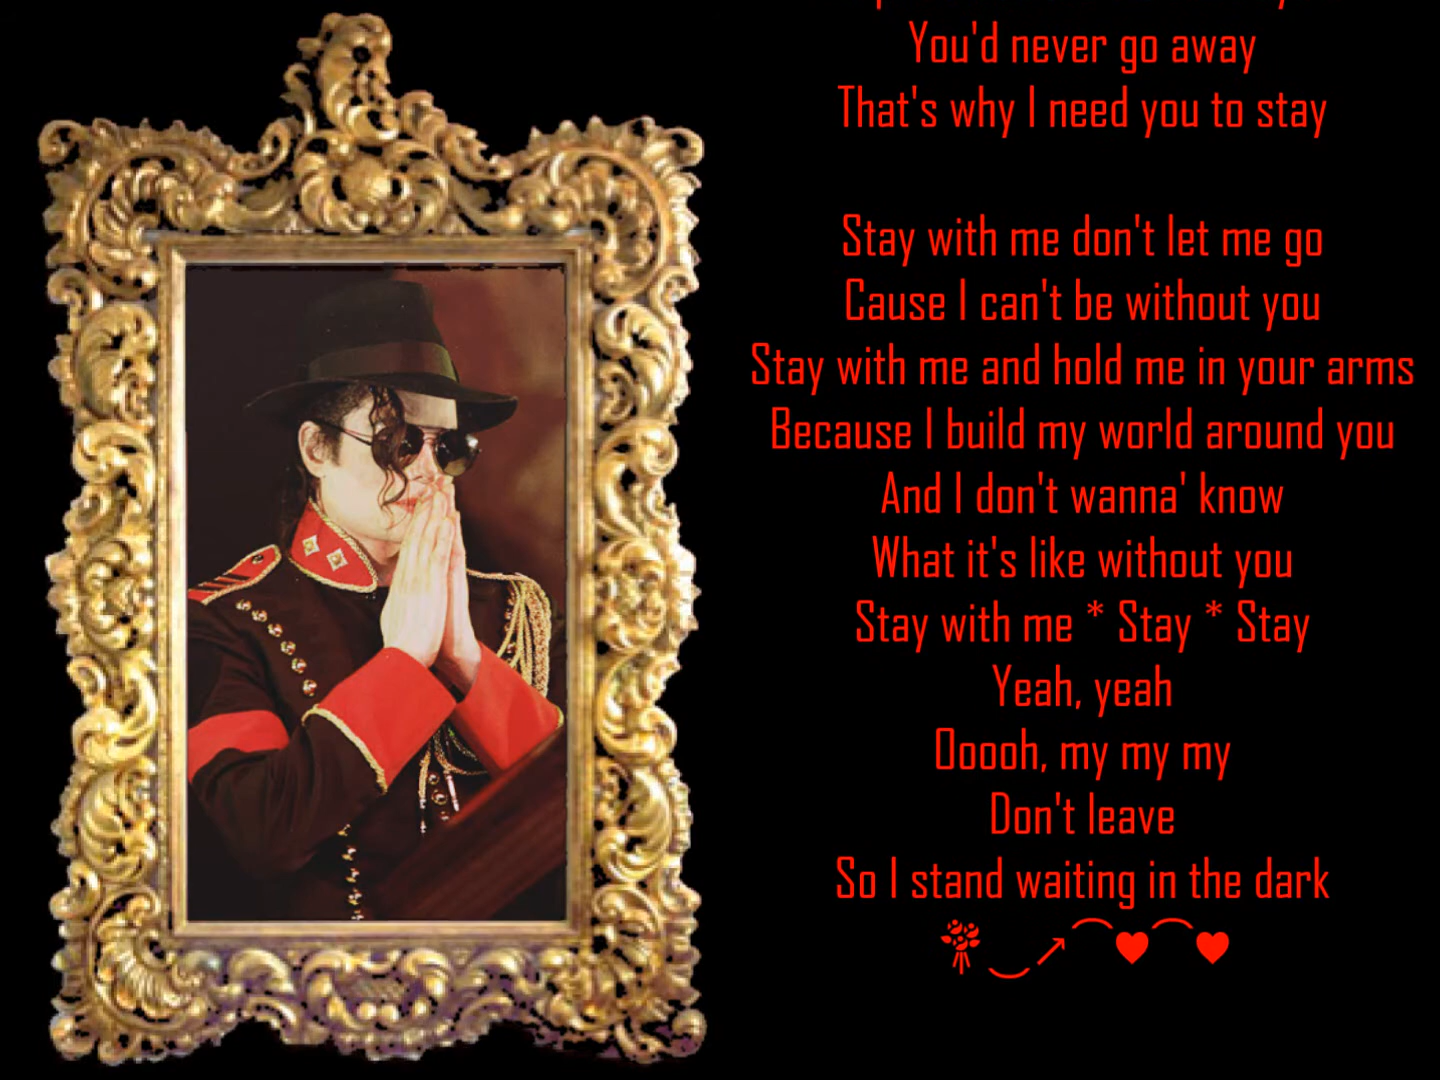 You'd never go away
That's why I need you to stay
Stay with me don't let me go
Cause I can't be without you
Stay with me and hold me in your arms
Because I build my world around you
And I don't wanna' know
What it's like without you
Stay with me * Stay * Stay
Yeah, yeah
Ooooh, my my my
Don't leave
So I stand waiting in the dark